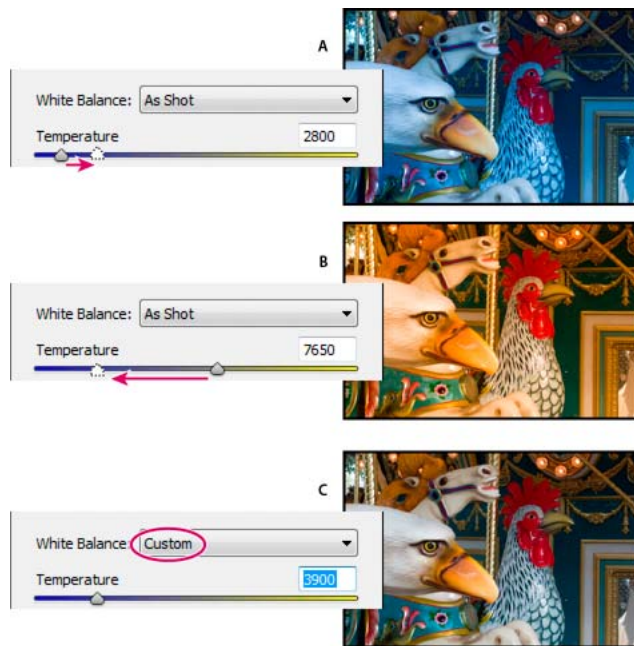 A
White Balance: As Shot
Temperature 2800
B
White Balance: As Shot
Temperature 7650
C
White Balance: Custom
Temperature 3900